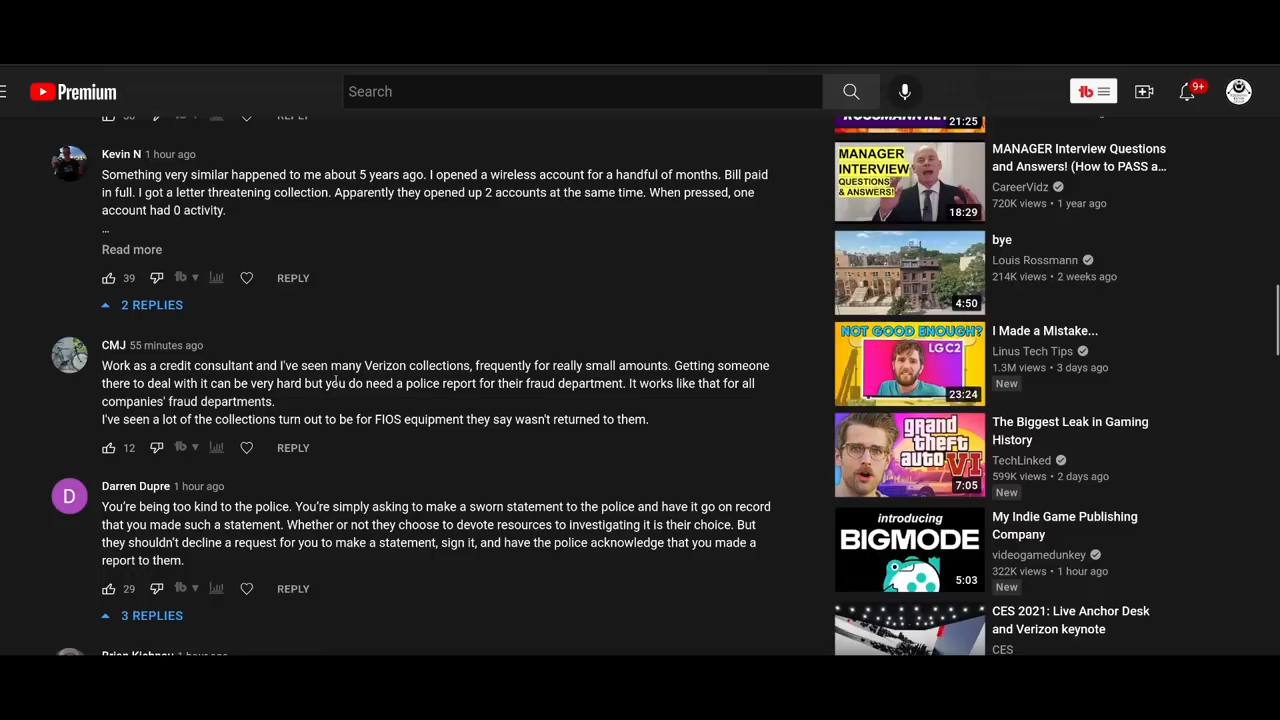 Premium
Search
9+
38
REPLY
Kevin N 1 hour ago
Something very similar happened to me about 5 years ago. I opened a wireless account for a handful of months. Bill paid
in full. I get a letter threatening collection. Apparently they opened up 2 accounts at the same time. When pressed, one
account had 0 activity.
...
Read more
39 REPLY
2 REPLIES
CMJ 55 minutes ago
Work as a credit consultant and I've seen many Verizon collections, frequently for really small amounts. Getting someone
there to deal with it can be very hard but you do need a police report for their fraud department. It works like that for all
companies' fraud departments.
I've seen a lot of the collections turn out to be for FIOS equipment they say wasn't returned to them.
12 REPLY
D
Darren Dupre 1 hour ago
You're being too kind to the police. You're simply asking to make a sworn statement to the police and have it go on record
that you made such a statement. Whether or not they choose to devote resources to investigating it is their choice. But
they shouldn't decline a request for you to make a statement, sign it, and have the police acknowledge that you made a
report to them.
29 REPLY
3 REPLIES
21:25
MANAGER
INTERVIEW
QUESTIONS
& ANSWERS!
18:29
MANAGER Interview Questions
and Answers! (How to PASS a...
CareerVidz
720K views • 1 year ago
4:50
bye
Louis Rossmann
214K views • 2 weeks ago
NOT GOOD ENOUGH?
LG C2
23:24
I Made a MIstake...
Linus Tech Tips
1.3M views • 3 days ago
New
grand
theft
auto
VI
7:05
The Biggest Leak in Gaming
History
TechLinked
599K views • 2 days ago
New
introducing
BIGMODE
5:03
My Indie Game Publishing
Company
videogamedunkey
322K views • 1 hour ago
New
CES 2021: Live Anchor Desk
and Verizon keynote
CES